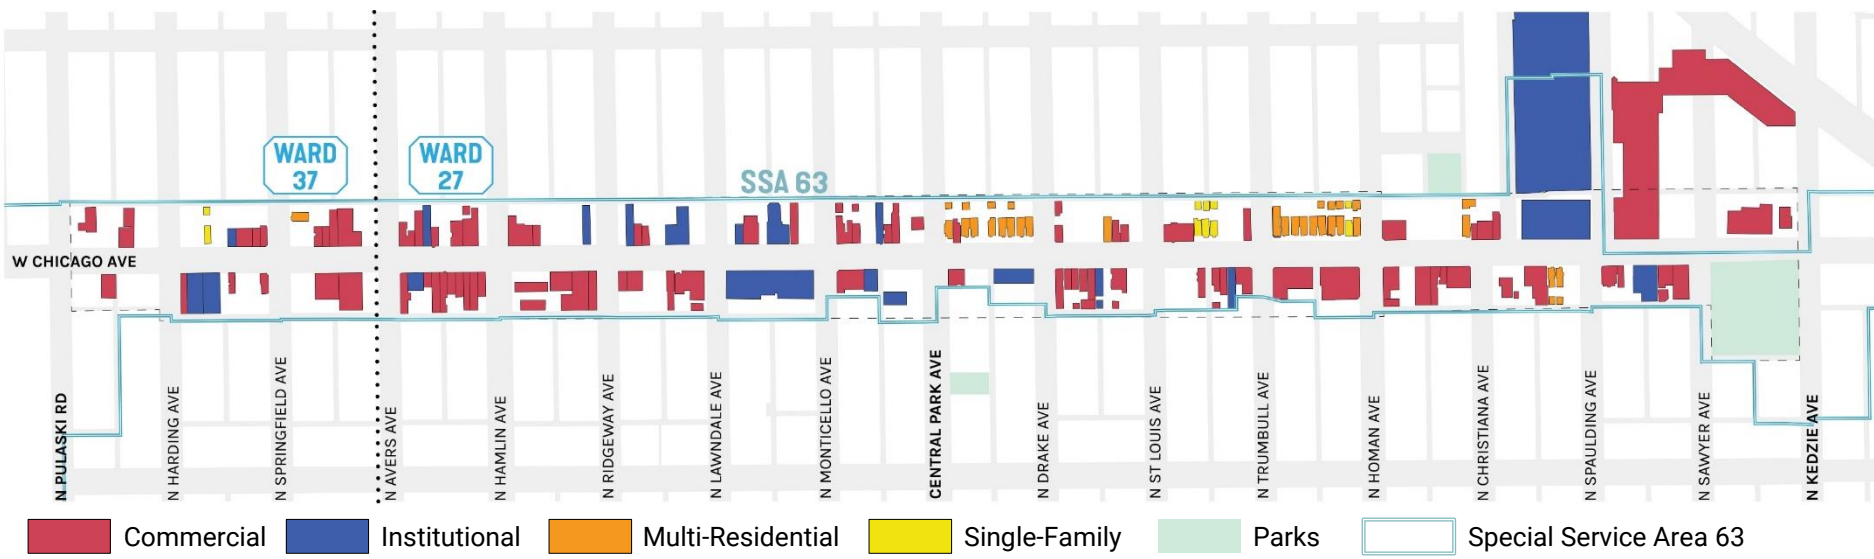 WARD
37
WARD
27
SSA 63
W CHICAGO AVE
N PULASKI RD
N HARDING AVE
N SPRINGFIELD AVE
N AVERS AVE
N HAMLIN AVE
N RIDGEWAY AVE
N LAWNDALE AVE
N MONTICELLO AVE
CENTRAL PARK AVE
N DRAKE AVE
N ST LOUIS AVE
N TRUMBULL AVE
N HOMAN AVE
N CHRISTIANA AVE
N SPAULDING AVE
N SAWYER AVE
N KEDZIE AVE
Commercial
Institutional
Multi-Residential
Single-Family
Parks
Special Service Area 63